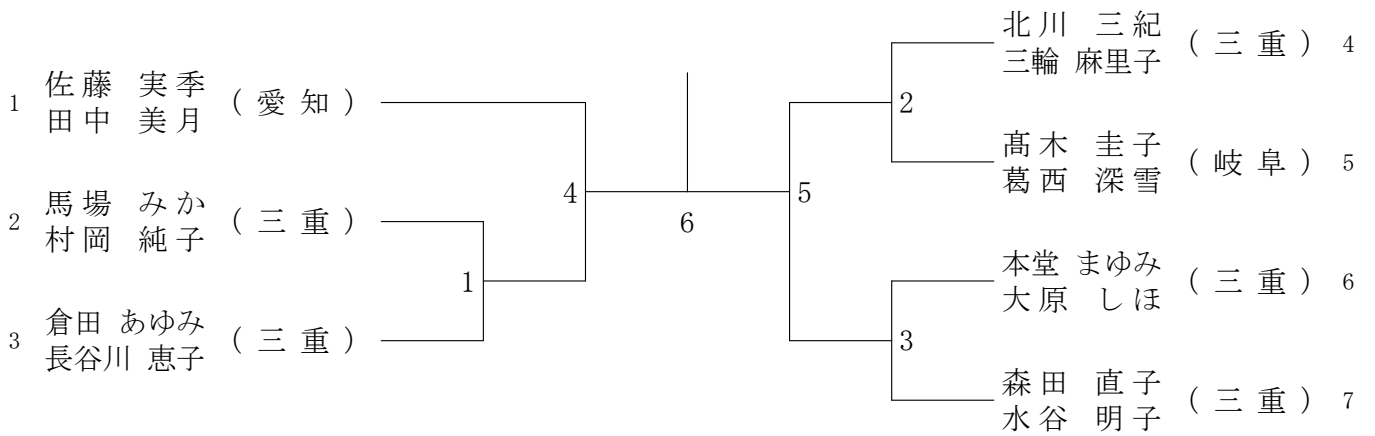 1 佐藤 実季 (愛知)
田中 美月
2 馬場 みか (三重)
村岡 純子
3 倉田 あゆみ (三重)
長谷川 恵子
1
4
6
5
2
3
北川 三紀 (三重) 4
三輪 麻里子
髙木 圭子 (岐阜) 5
葛西 深雪
本堂 まゆみ (三重) 6
大原 しほ
森田 直子 (三重) 7
水谷 明子